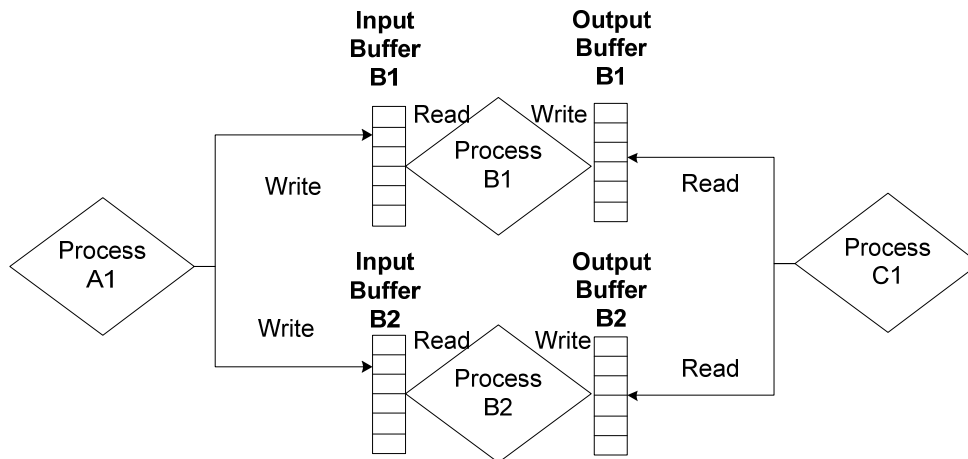 Input
Buffer
B1
Output
Buffer
B1
Read
Write
Process
B1
Write
Read
Process
A1
Process
C1
Input
Buffer
B2
Output
Buffer
B2
Write
Read
Write
Process
B2
Read